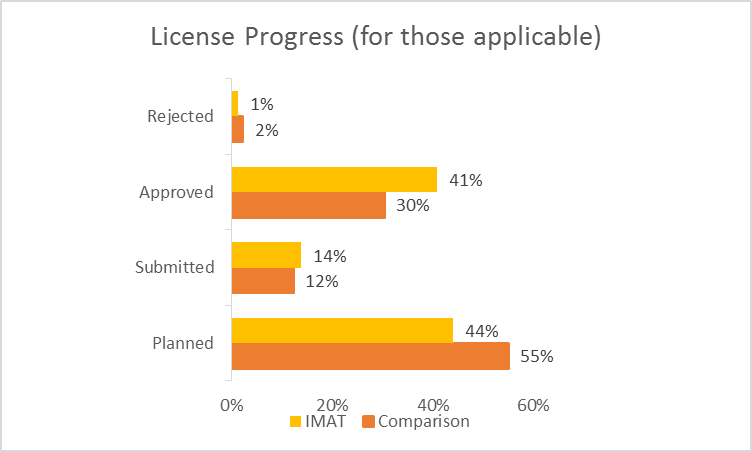 License Progress (for those applicable)
Rejected
1%
2%
Approved
41%
30%
Submitted
14%
12%
Planned
44%
55%
0% 20% 40% 60%
IMAT Comparison